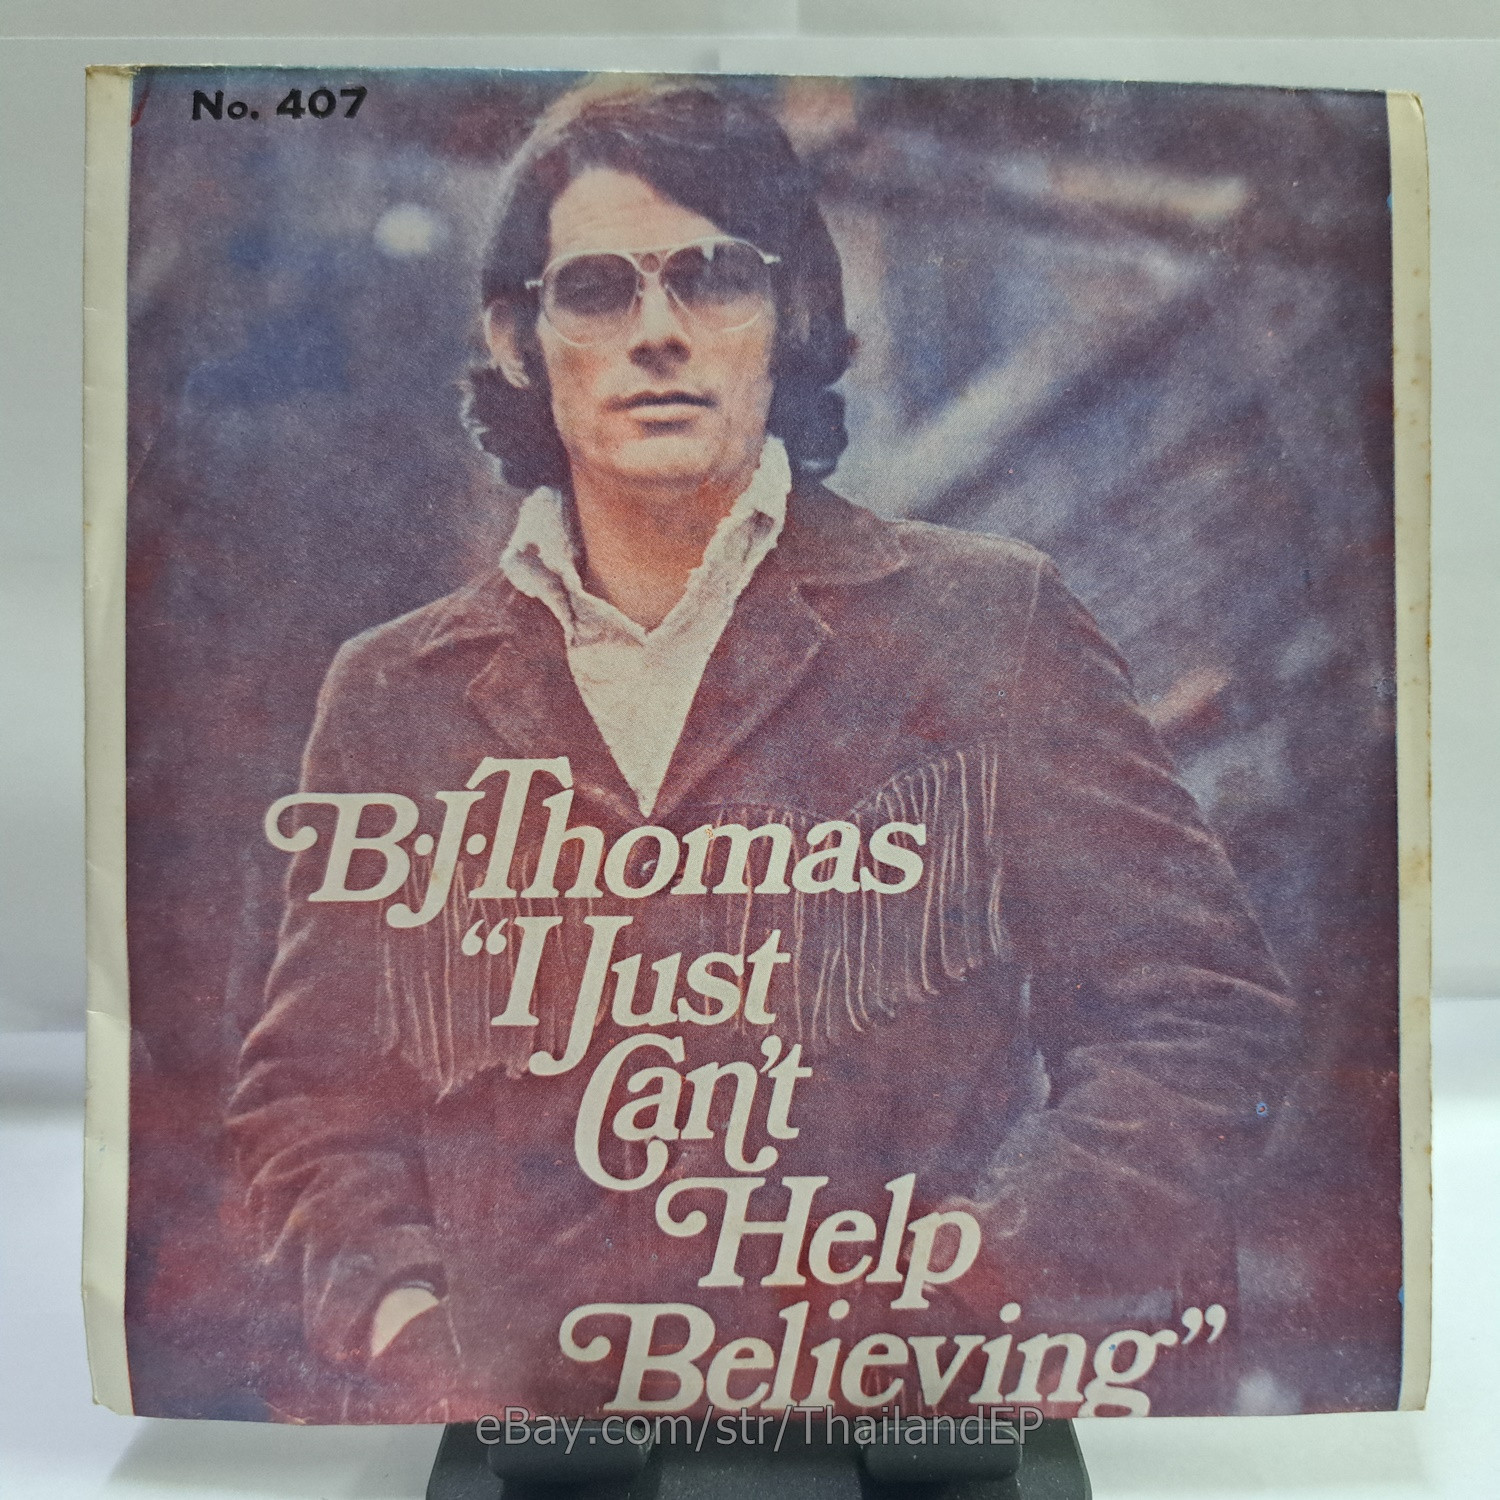 No. 407
B·J·Thomas
“I Just
Can't
Help
Believing”
eBay.com/str/ThailandEP